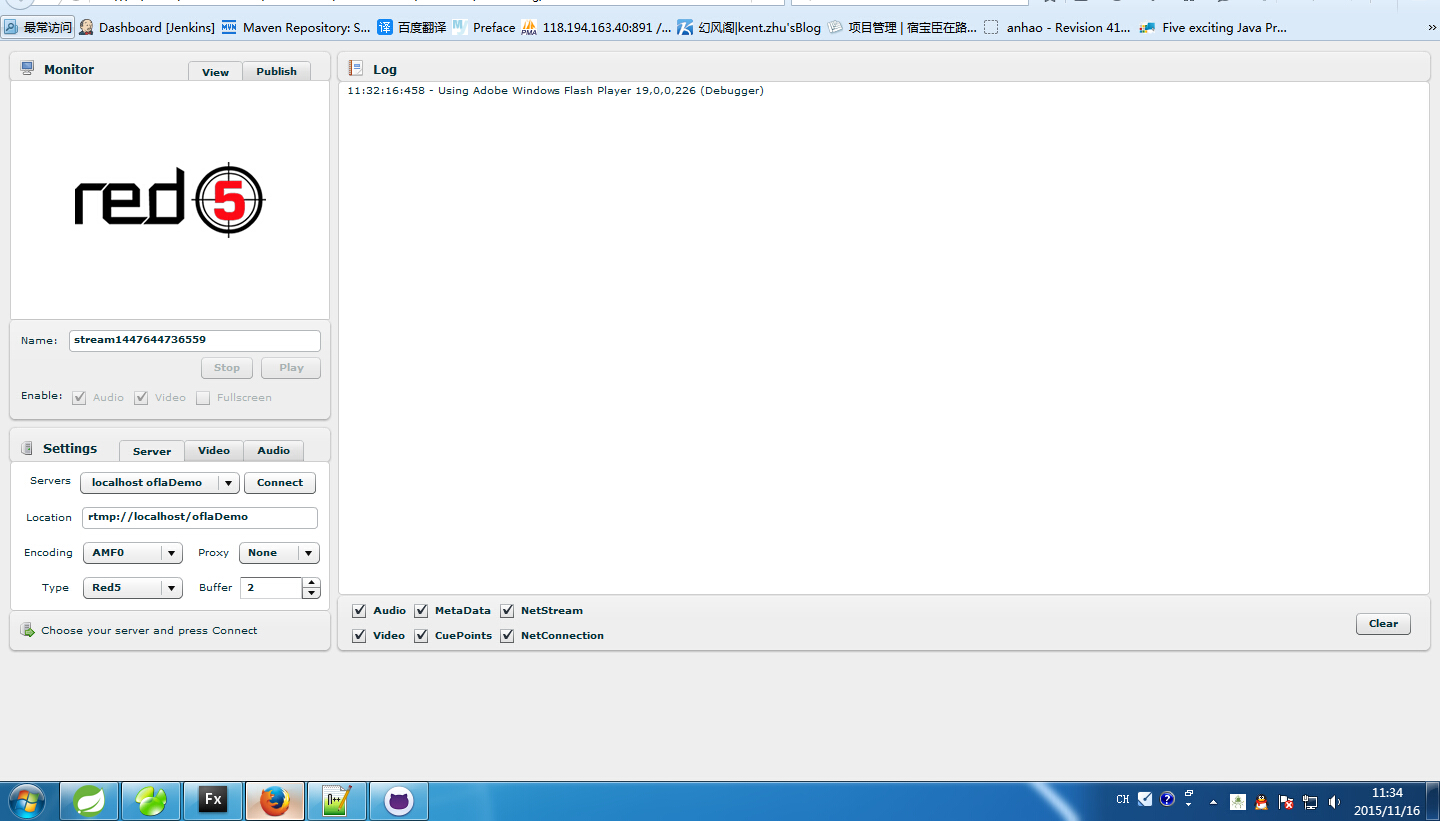 最常访问 Dashboard [Jenkins] Maven Repository: S... 百度翻译 Preface 118.194.163.40:891 /... 幻风阁|kent.zhu'sBlog 项目管理 | 宿宝臣在路... anhao - Revision 41... Five exciting Java Pr... »
Monitor View Publish
red5
Name: stream1447644736559
Stop Play
Enable: Audio Video Fullscreen
Settings Server Video Audio
Servers localhost oflaDemo Connect
Location rtmp://localhost/oflaDemo
Encoding AMF0 Proxy None
Type Red5 Buffer 2
Choose your server and press Connect
Log
11:32:16:458 - Using Adobe Windows Flash Player 19,0,0,226 (Debugger)
Audio MetaData NetStream
Video CuePoints NetConnection
Clear
Fx
CH
11:34
2015/11/16